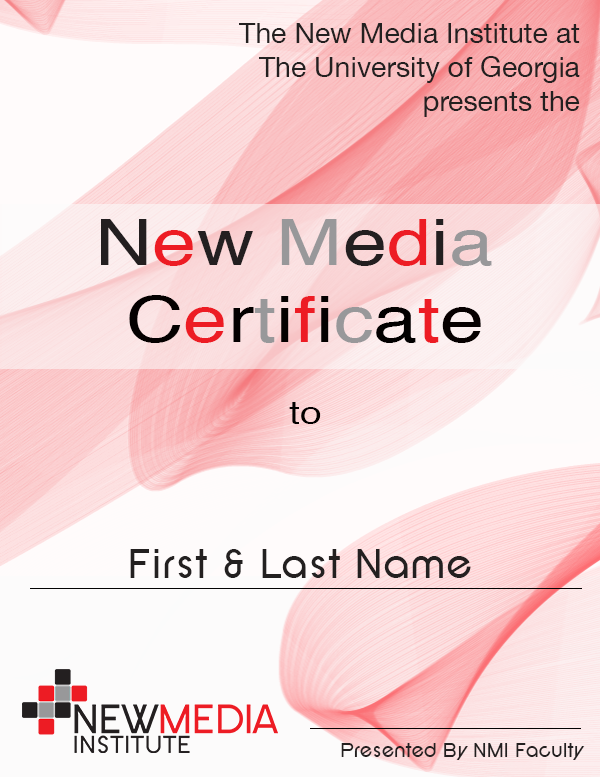 The New Media Institute at
The University of Georgia
presents the
New Media
Certificate
to
First & Last Name
NEWMEDIA
INSTITUTE
Presented By NMI Faculty